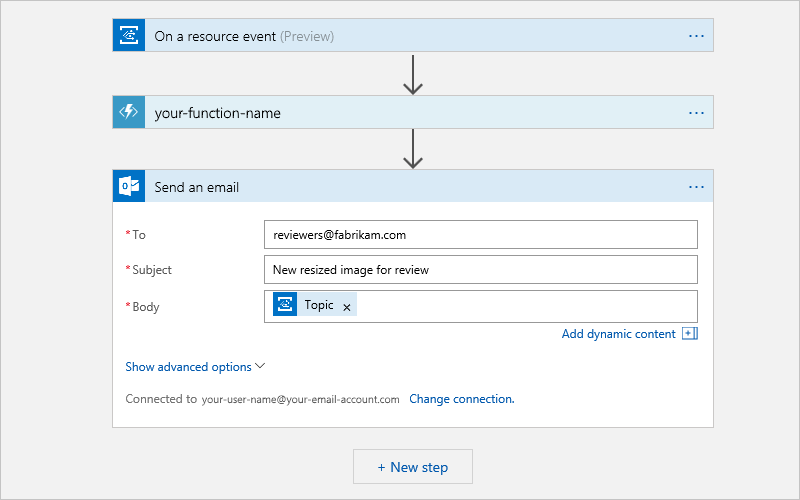 On a resource event (Preview)
your-function-name
Send an email
* To
reviewers@fabrikam.com
* Subject
New resized image for review
* Body
Topic ×
Add dynamic content
Show advanced options
Connected to your-user-name@your-email-account.com Change connection.
+ New step